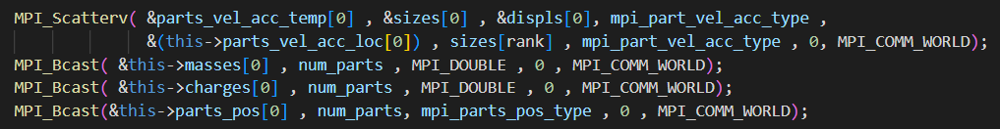 MPI_Scatterv( &parts_vel_acc_temp[0] , &sizes[0] , &displs[0], mpi_part_vel_acc_type ,
&(this->parts_vel_acc_loc[0]) , sizes[rank] , mpi_part_vel_acc_type , 0, MPI_COMM_WORLD);
MPI_Bcast( &this->masses[0] , num_parts , MPI_DOUBLE , 0 , MPI_COMM_WORLD);
MPI_Bcast( &this->charges[0] , num_parts , MPI_DOUBLE , 0 , MPI_COMM_WORLD);
MPI_Bcast(&this->parts_pos[0] , num_parts, mpi_parts_pos_type , 0 , MPI_COMM_WORLD);